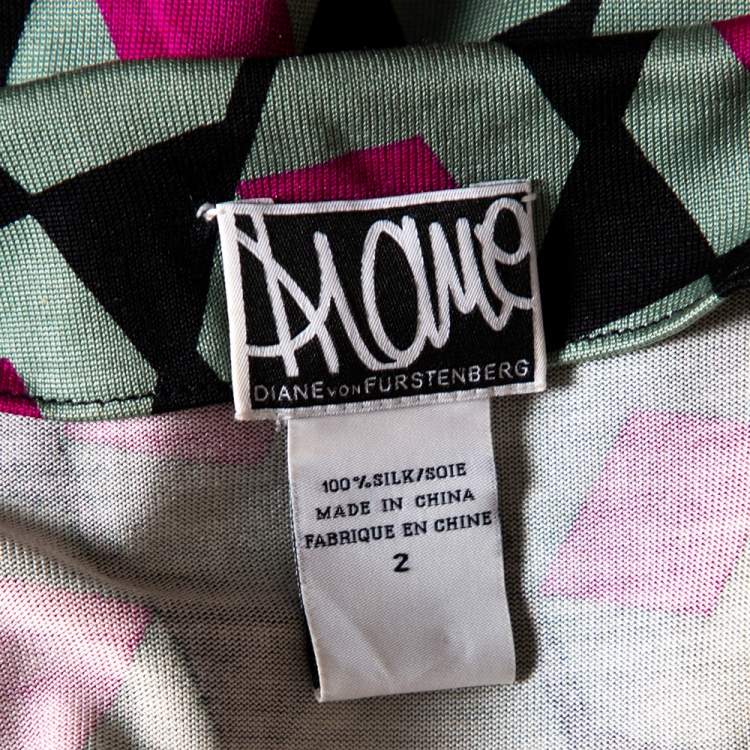 Diane
DIANE VON FURSTENBERG
100% SILK/SOIE
MADE IN CHINA
FABRIQUE EN CHINE
2